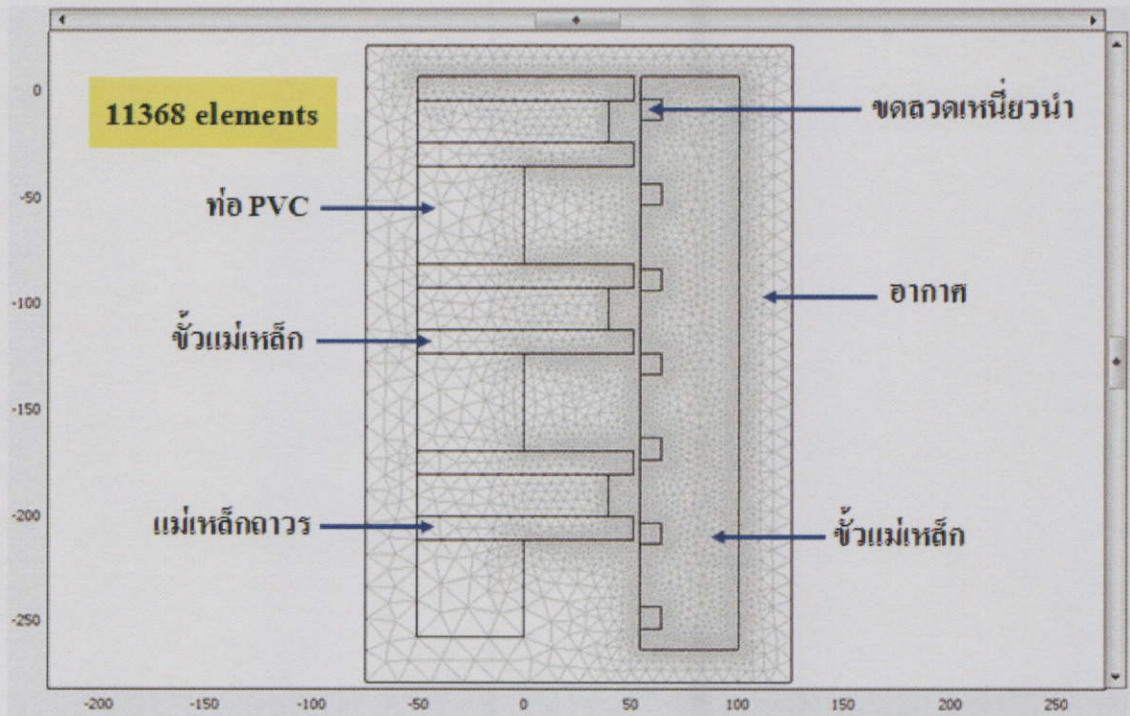 11368 elements
ขดลวดเหนี่ยวนำ
ท่อ PVC
อากาศ
ขั้วแม่เหล็ก
แม่เหล็กถาวร
ขั้วแม่เหล็ก
0
-50
-100
-150
-200
-250
-200 -150 -100 -50 0 50 100 150 200 250